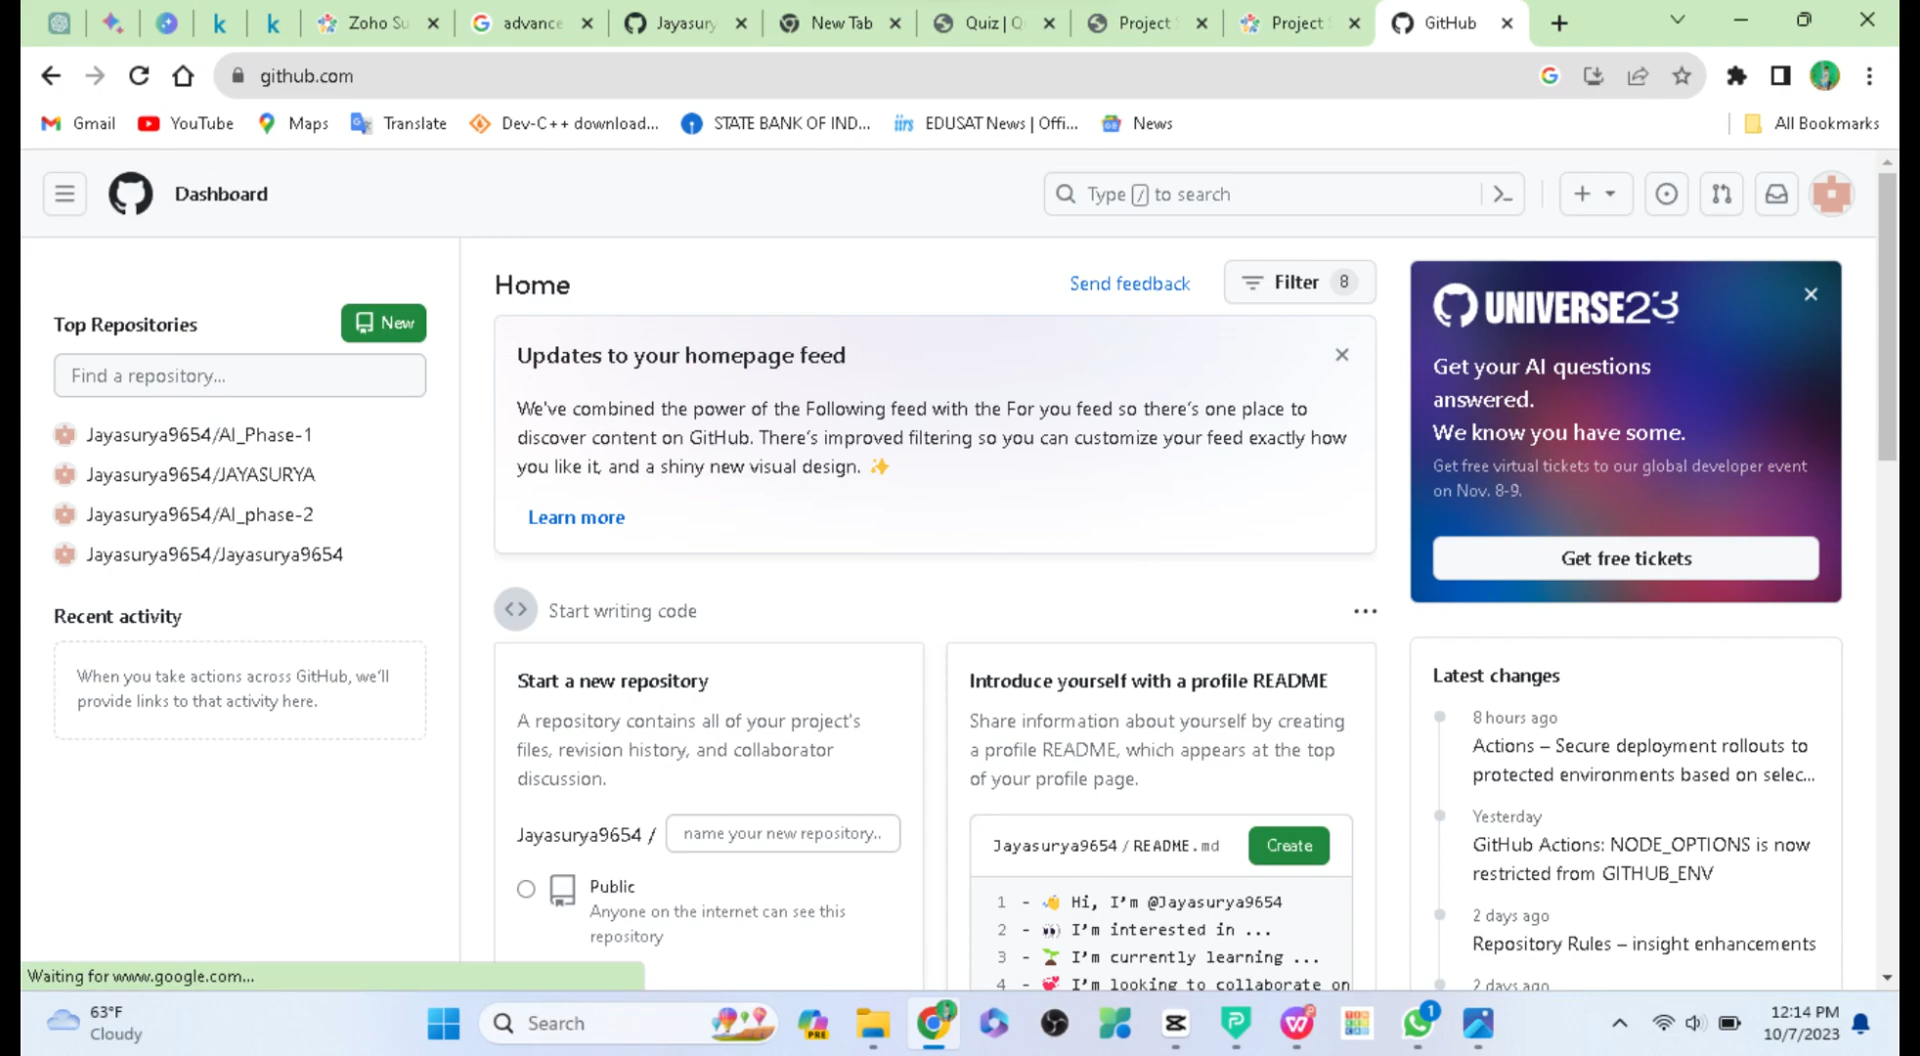 Zoho Su
advance
Jayasury
New Tab
Quiz | Q
Project
Project
GitHub
github.com
Gmail
YouTube
Maps
Translate
Dev-C++ download...
STATE BANK OF IND...
iirs
EDUSAT News | Offi...
News
All Bookmarks
Dashboard
Type / to search
Top Repositories
New
Find a repository...
Jayasurya9654/AI_Phase-1
Jayasurya9654/JAYASURYA
Jayasurya9654/AI_phase-2
Jayasurya9654/Jayasurya9654
Recent activity
When you take actions across GitHub, we'll
provide links to that activity here.
Home
Send feedback
Filter 8
Updates to your homepage feed
We've combined the power of the Following feed with the For you feed so there's one place to
discover content on GitHub. There's improved filtering so you can customize your feed exactly how
you like it, and a shiny new visual design. ✨
Learn more
Start writing code
Start a new repository
A repository contains all of your project's
files, revision history, and collaborator
discussion.
Jayasurya9654 / name your new repository..
Public
Anyone on the internet can see this
repository
Introduce yourself with a profile README
Share information about yourself by creating
a profile README, which appears at the top
of your profile page.
Jayasurya9654 / README.md
Create
1 - 👋 Hi, I'm @Jayasurya9654
2 - 👀 I'm interested in ...
3 - 🌱 I'm currently learning ...
4 - 💞️ I'm looking to collaborate on
UNIVERSE23
Get your AI questions
answered.
We know you have some.
Get free virtual tickets to our global developer event
on Nov. 8-9.
Get free tickets
Latest changes
8 hours ago
Actions – Secure deployment rollouts to
protected environments based on selec...
Yesterday
GitHub Actions: NODE_OPTIONS is now
restricted from GITHUB_ENV
2 days ago
Repository Rules – insight enhancements
2 days ago
Waiting for www.google.com...
63°F
Cloudy
Search
PRE
1
12:14 PM
10/7/2023